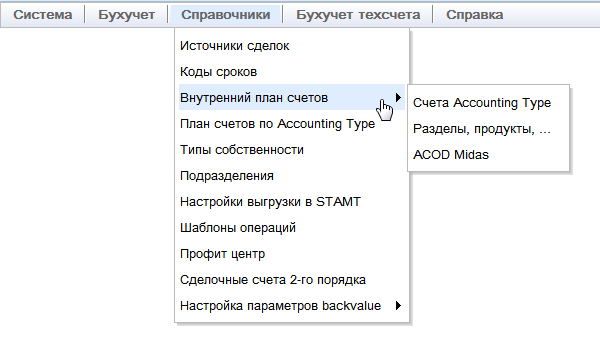 Система Бухучет Справочники Бухучет техсчета Справка
Источники сделок
Коды сроков
Внутренний план счетов
План счетов по Accounting Type
Типы собственности
Подразделения
Настройки выгрузки в STAMT
Шаблоны операций
Профит центр
Сделочные счета 2-го порядка
Настройка параметров backvalue
Счета Accounting Type
Разделы, продукты, ...
ACOD Midas